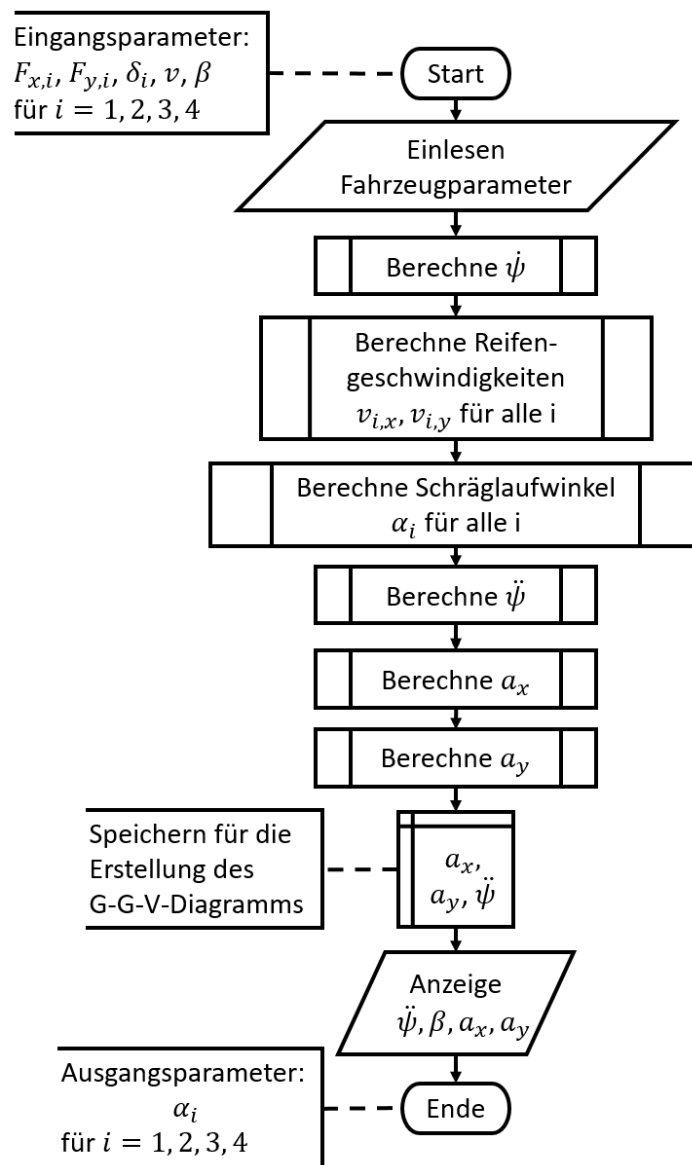 Eingangsparameter:
F_{x,i}, F_{y,i}, δ_i, v, β
für i = 1, 2, 3, 4
Start
Einlesen
Fahrzeugparameter
Berechne ψ̇
Berechne Reifen-
geschwindigkeiten
v_{i,x}, v_{i,y} für alle i
Berechne Schräglaufwinkel
α_i für alle i
Berechne ψ̈
Berechne a_x
Berechne a_y
Speichern für die
Erstellung des
G-G-V-Diagramms
a_x,
a_y, ψ̈
Anzeige
ψ̈, β, a_x, a_y
Ausgangsparameter:
α_i
für i = 1, 2, 3, 4
Ende